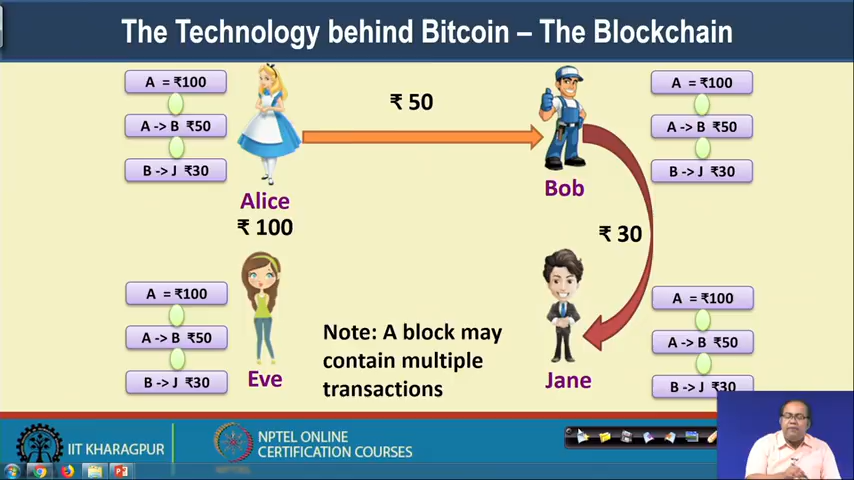 The Technology behind Bitcoin – The Blockchain
A = ₹100
A -> B ₹50
B -> J ₹30
₹ 50
A = ₹100
A -> B ₹50
B -> J ₹30
Alice
₹ 100
Bob
₹ 30
A = ₹100
A -> B ₹50
B -> J ₹30
Eve
Note: A block may
contain multiple
transactions
Jane
A = ₹100
A -> B ₹50
B -> J ₹30
IIT KHARAGPUR
NPTEL ONLINE
CERTIFICATION COURSES